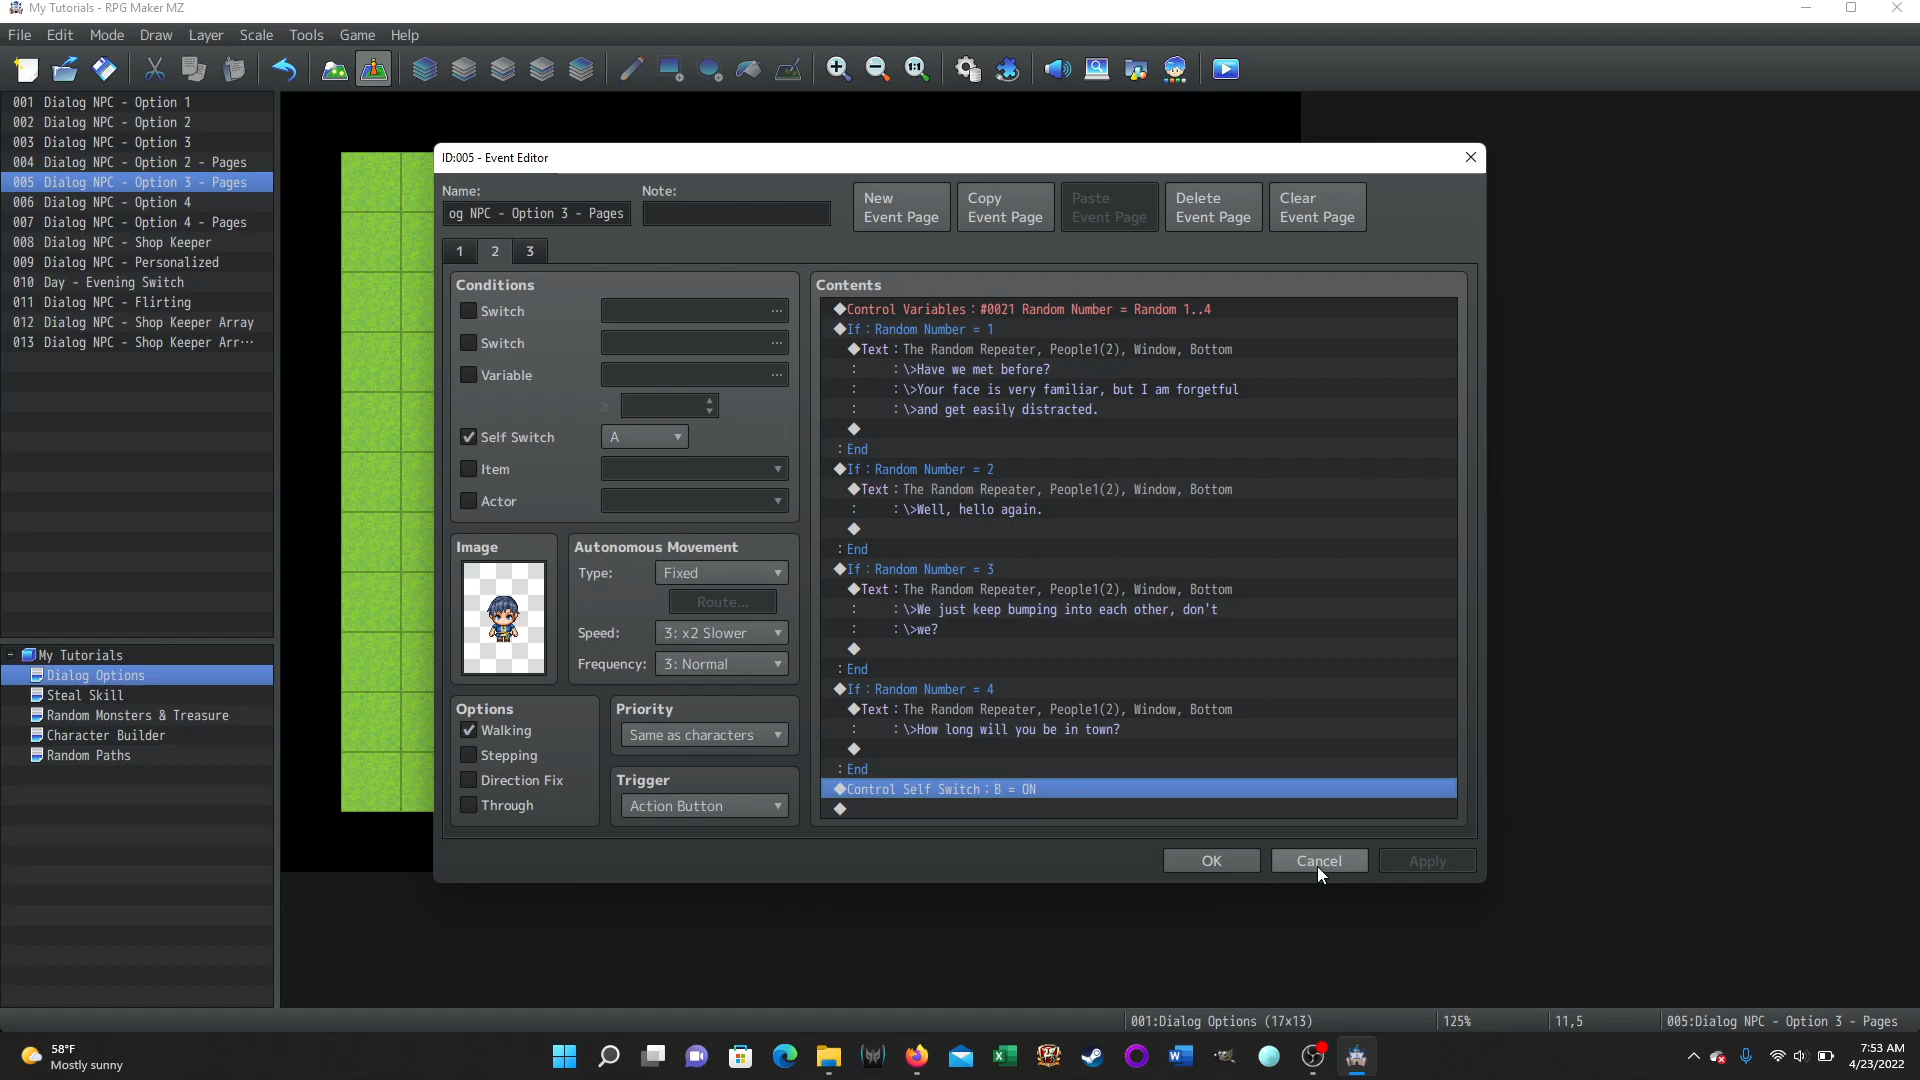 My Tutorials - RPG Maker MZ
File Edit Mode Draw Layer Scale Tools Game Help
001 Dialog NPC - Option 1
002 Dialog NPC - Option 2
003 Dialog NPC - Option 3
004 Dialog NPC - Option 2 - Pages
005 Dialog NPC - Option 3 - Pages
006 Dialog NPC - Option 4
007 Dialog NPC - Option 4 - Pages
008 Dialog NPC - Shop Keeper
009 Dialog NPC - Personalized
010 Day - Evening Switch
011 Dialog NPC - Flirting
012 Dialog NPC - Shop Keeper Array
013 Dialog NPC - Shop Keeper Arr…
My Tutorials
Dialog Options
Steal Skill
Random Monsters & Treasure
Character Builder
Random Paths
ID:005 - Event Editor
Name:
og NPC - Option 3 - Pages
Note:
New
Event Page
Copy
Event Page
Paste
Event Page
Delete
Event Page
Clear
Event Page
1 2 3
Conditions
Switch ...
Switch ...
Variable ...
≥
Self Switch A
Item
Actor
Image
Autonomous Movement
Type: Fixed
Route...
Speed: 3: x2 Slower
Frequency: 3: Normal
Options
Walking
Stepping
Direction Fix
Through
Priority
Same as characters
Trigger
Action Button
Contents
◆Control Variables : #0021 Random Number = Random 1..4
◆If : Random Number = 1
◆Text : The Random Repeater, People1(2), Window, Bottom
: : \>Have we met before?
: : \>Your face is very familiar, but I am forgetful
: : \>and get easily distracted.
◆
: End
◆If : Random Number = 2
◆Text : The Random Repeater, People1(2), Window, Bottom
: : \>Well, hello again.
◆
: End
◆If : Random Number = 3
◆Text : The Random Repeater, People1(2), Window, Bottom
: : \>We just keep bumping into each other, don't
: : \>we?
◆
: End
◆If : Random Number = 4
◆Text : The Random Repeater, People1(2), Window, Bottom
: : \>How long will you be in town?
◆
: End
◆Control Self Switch : B = ON
◆
OK Cancel Apply
001:Dialog Options (17x13) 125% 11,5 005:Dialog NPC - Option 3 - Pages
58°F
Mostly sunny
7:53 AM
4/23/2022